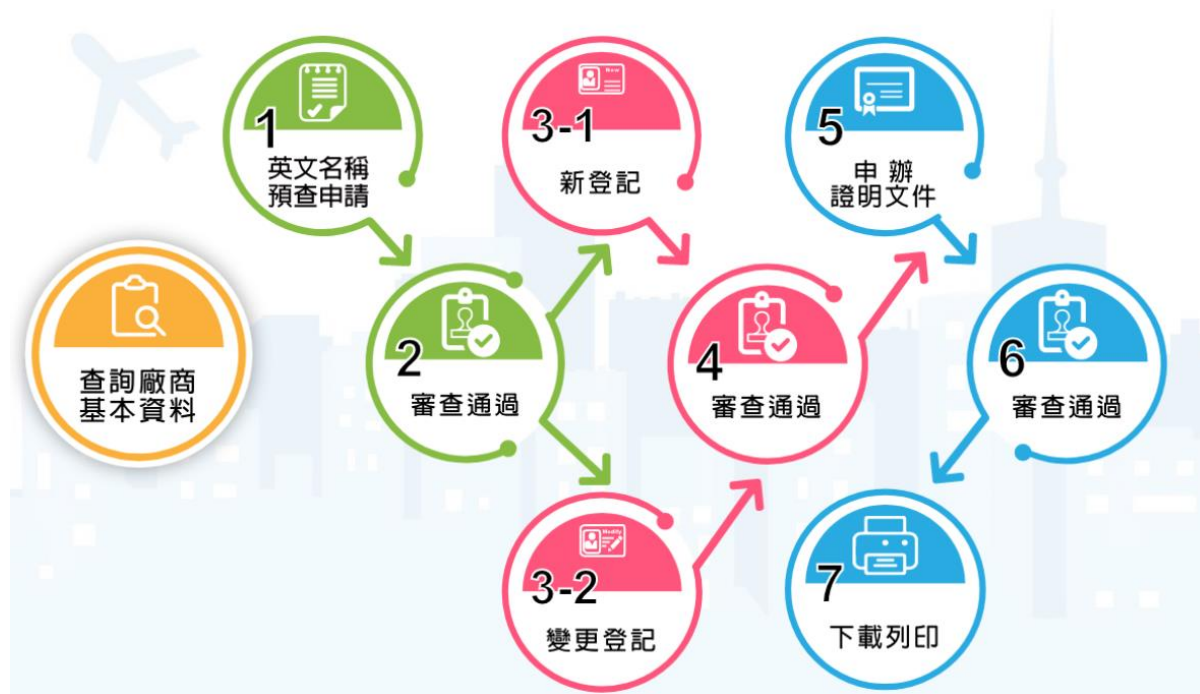 查詢廠商
基本資料
1
英文名稱
預查申請
2
審查通過
New
3-1
新登記
Modify
3-2
變更登記
4
審查通過
5
申辦
證明文件
6
審查通過
7
下載列印